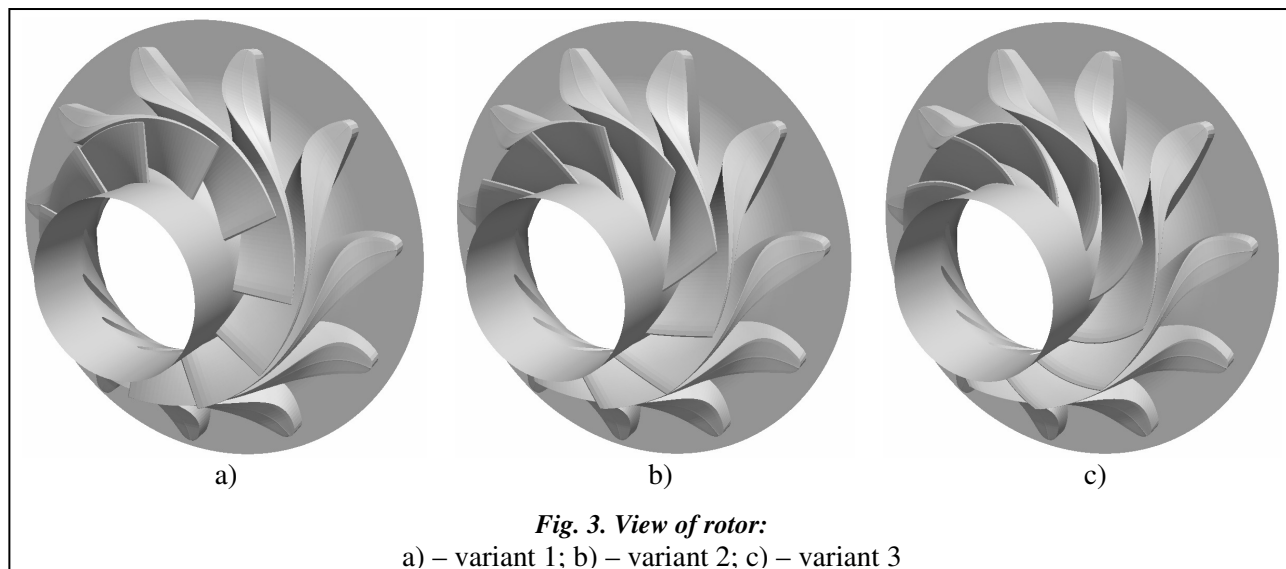 a)
b)
c)
Fig. 3. View of rotor:
a) – variant 1; b) – variant 2; c) – variant 3